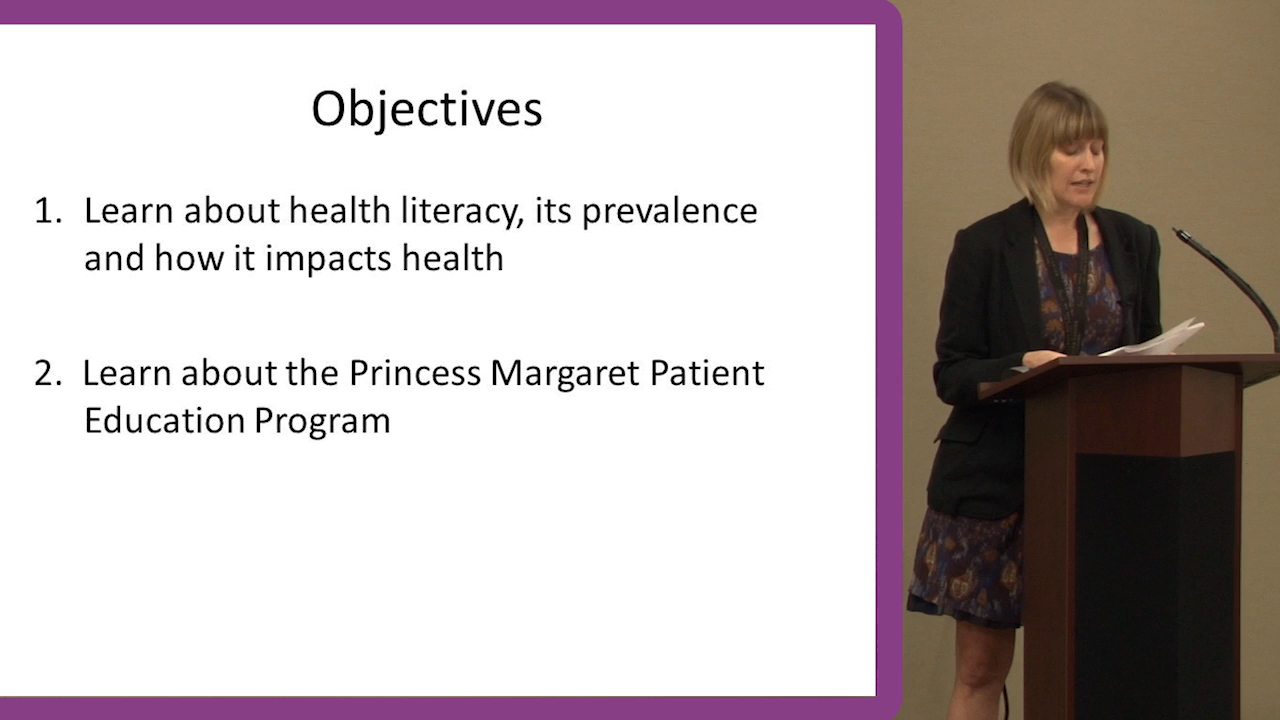 Objectives
1. Learn about health literacy, its prevalence
and how it impacts health
2. Learn about the Princess Margaret Patient
Education Program